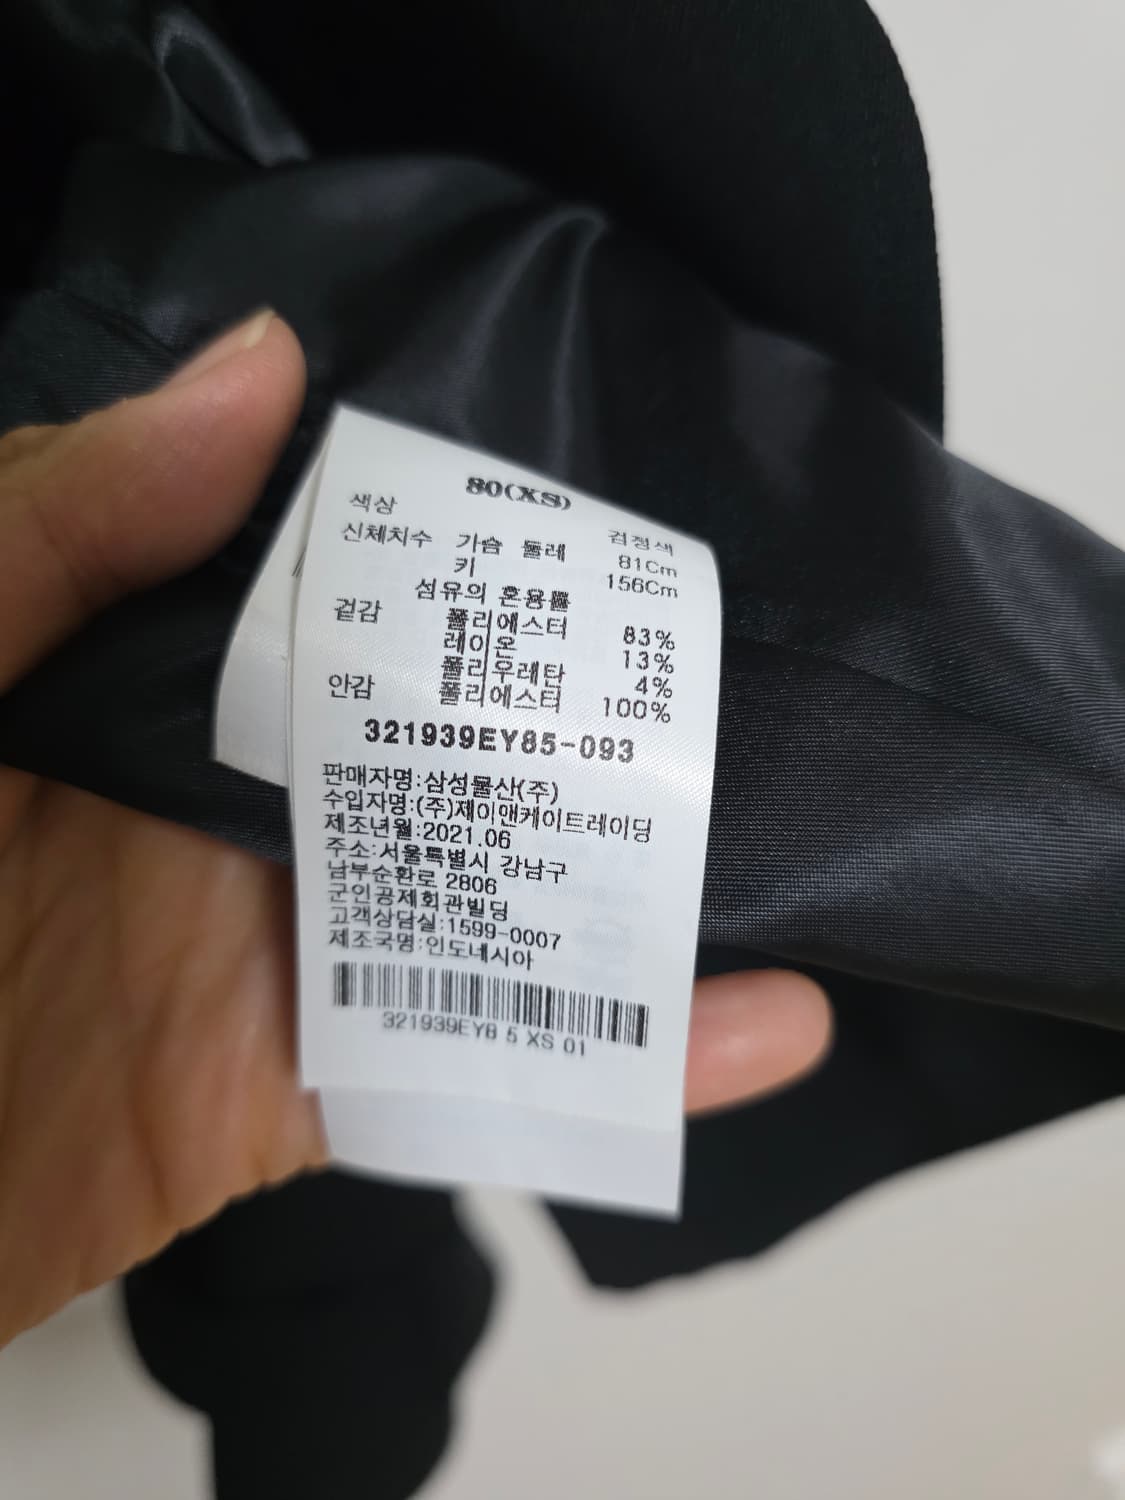 80(XS)
색상 검정색
신체치수 가슴 둘레 81Cm
키 156Cm
섬유의 혼용률
겉감 폴리에스터 83%
레이온 13%
폴리우레탄 4%
안감 폴리에스터 100%
321939EY85-093
판매자명:삼성물산(주)
수입자명:(주)제이앤케이트레이딩
제조년월:2021.06
주소:서울특별시 강남구
남부순환로 2806
군인공제회관빌딩
고객상담실:1599-0007
제조국명:인도네시아
321939EY8 5 XS 01